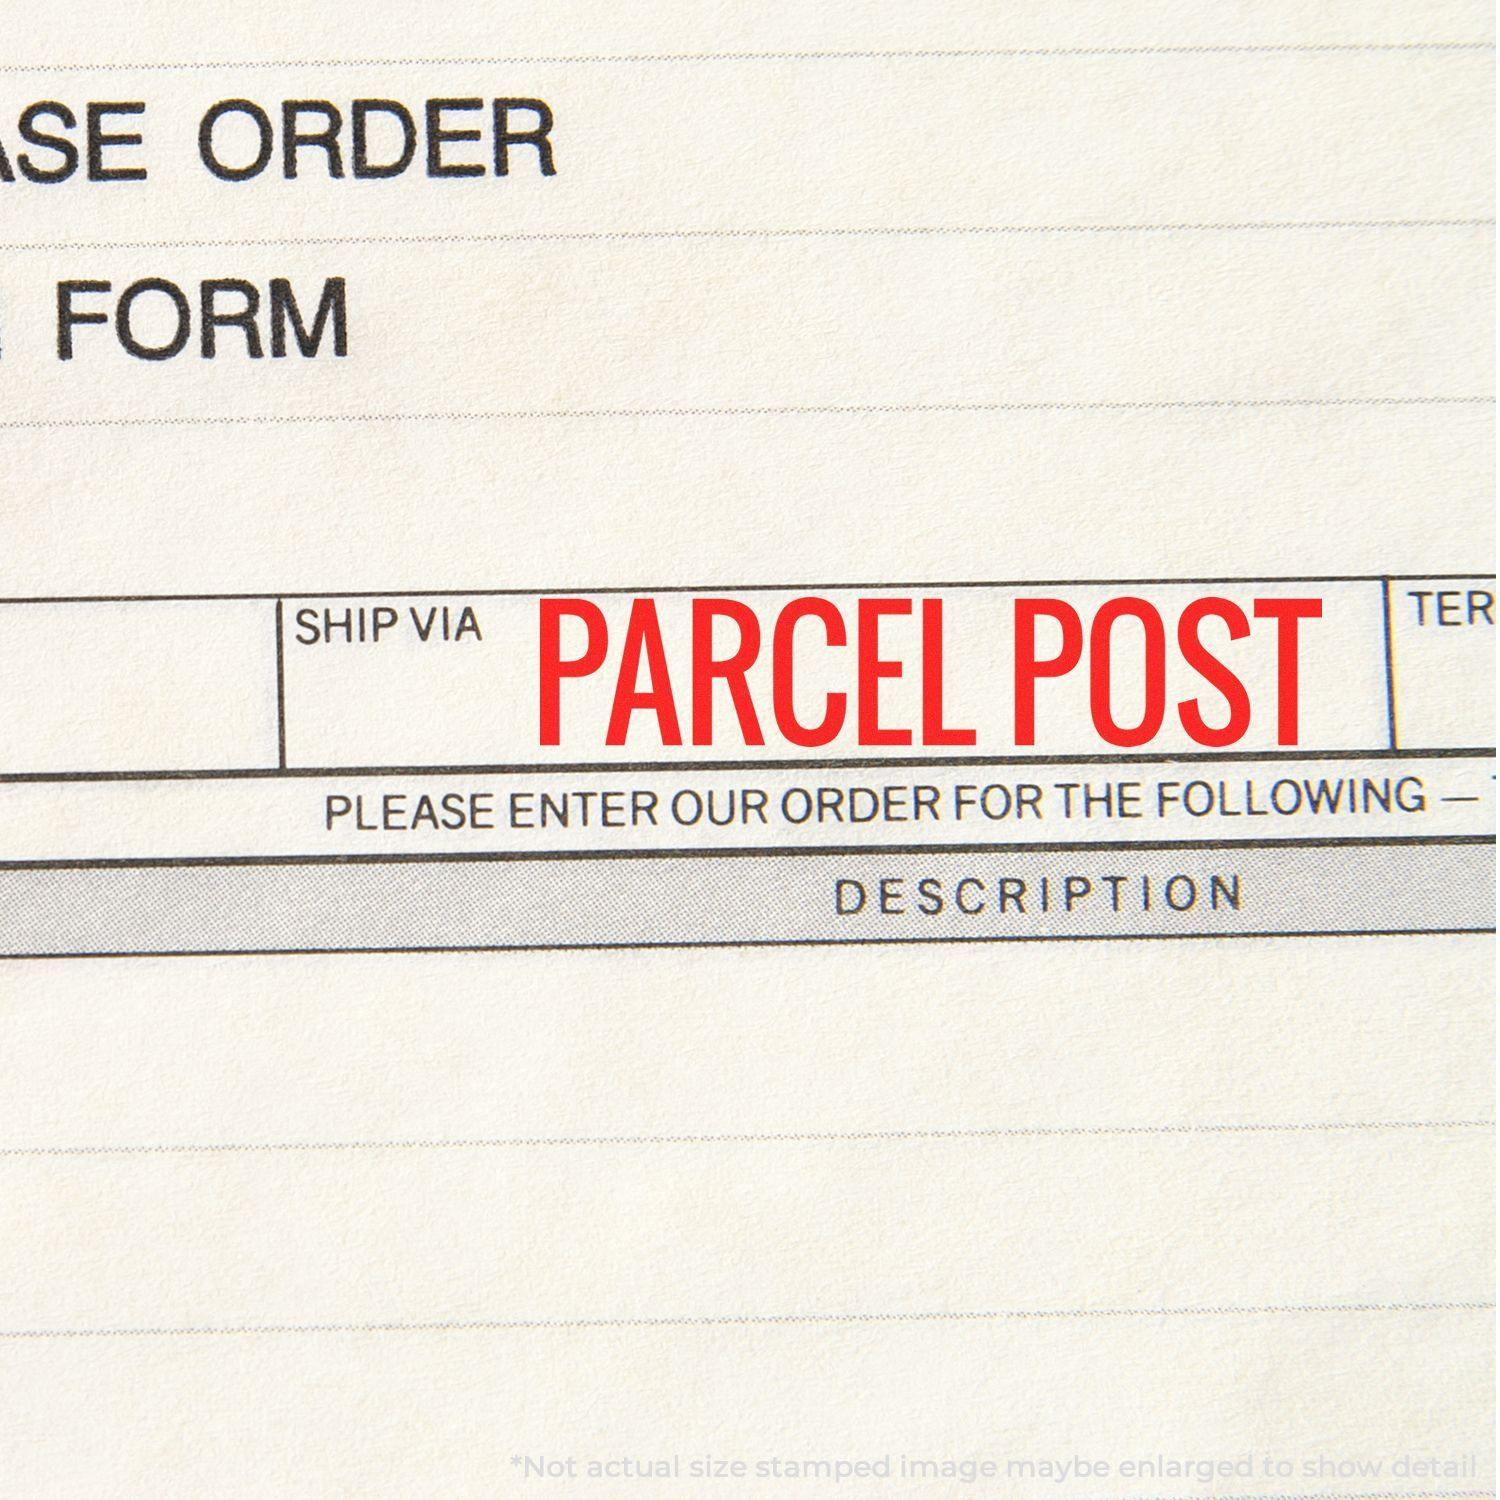 ASE ORDER
FORM
SHIP VIA PARCEL POST TER
PLEASE ENTER OUR ORDER FOR THE FOLLOWING —
DESCRIPTION
*Not actual size stamped image maybe enlarged to show detail